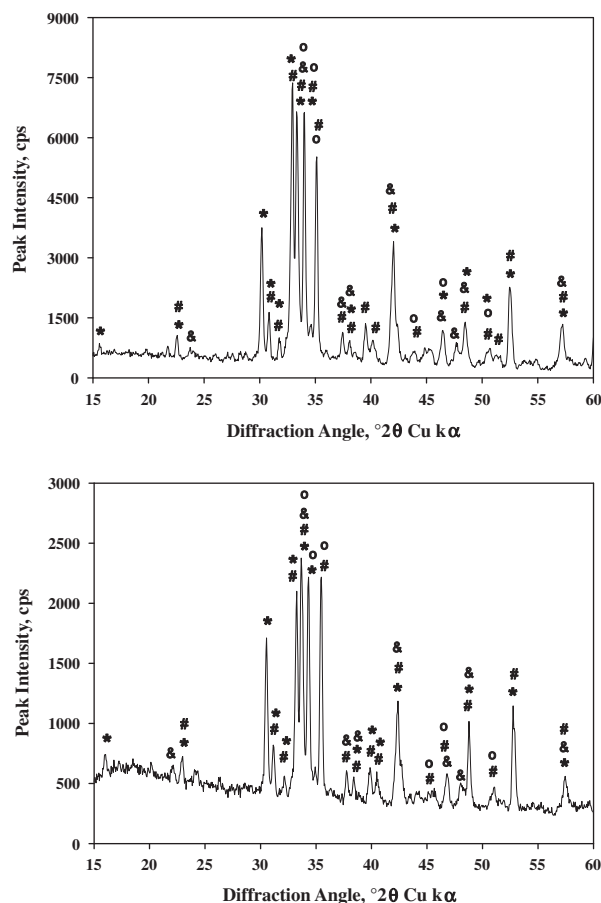 9000
7500
6000
4500
3000
1500
0
Peak Intensity, cps
* * # o & # * o # * o # * # * & * # * # & # & * # # # & # * o # o * & & * & # * o # # # * & # *
15 20 25 30 35 40 45 50 55 60
Diffraction Angle, °2θ Cu kα
3000
2500
2000
1500
1000
500
0
Peak Intensity, cps
* & # * * * # * # * # o & # * o * o # & # & * # * # * # & # * o # o # & & & * # o # # * # & *
15 20 25 30 35 40 45 50 55 60
Diffraction Angle, °2θ Cu kα